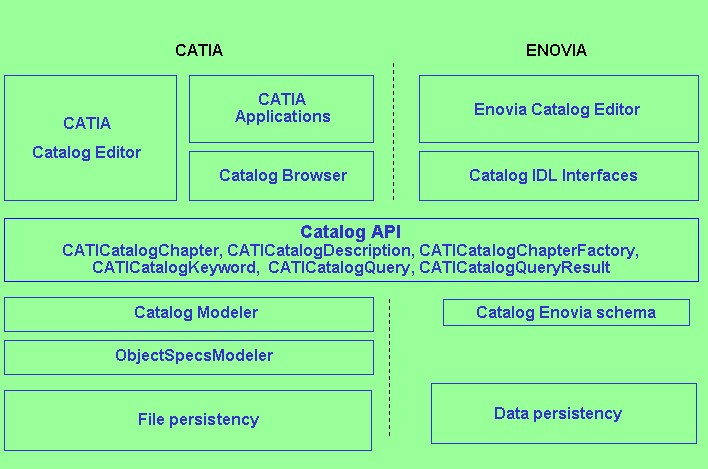 CATIA
ENOVIA
CATIA
Catalog Editor
CATIA
Applications
Catalog Browser
Enovia Catalog Editor
Catalog IDL Interfaces
Catalog API
CATICatalogChapter, CATICatalogDescription, CATICatalogChapterFactory,
CATICatalogKeyword, CATICatalogQuery, CATICatalogQueryResult
Catalog Modeler
ObjectSpecsModeler
File persistency
Catalog Enovia schema
Data persistency